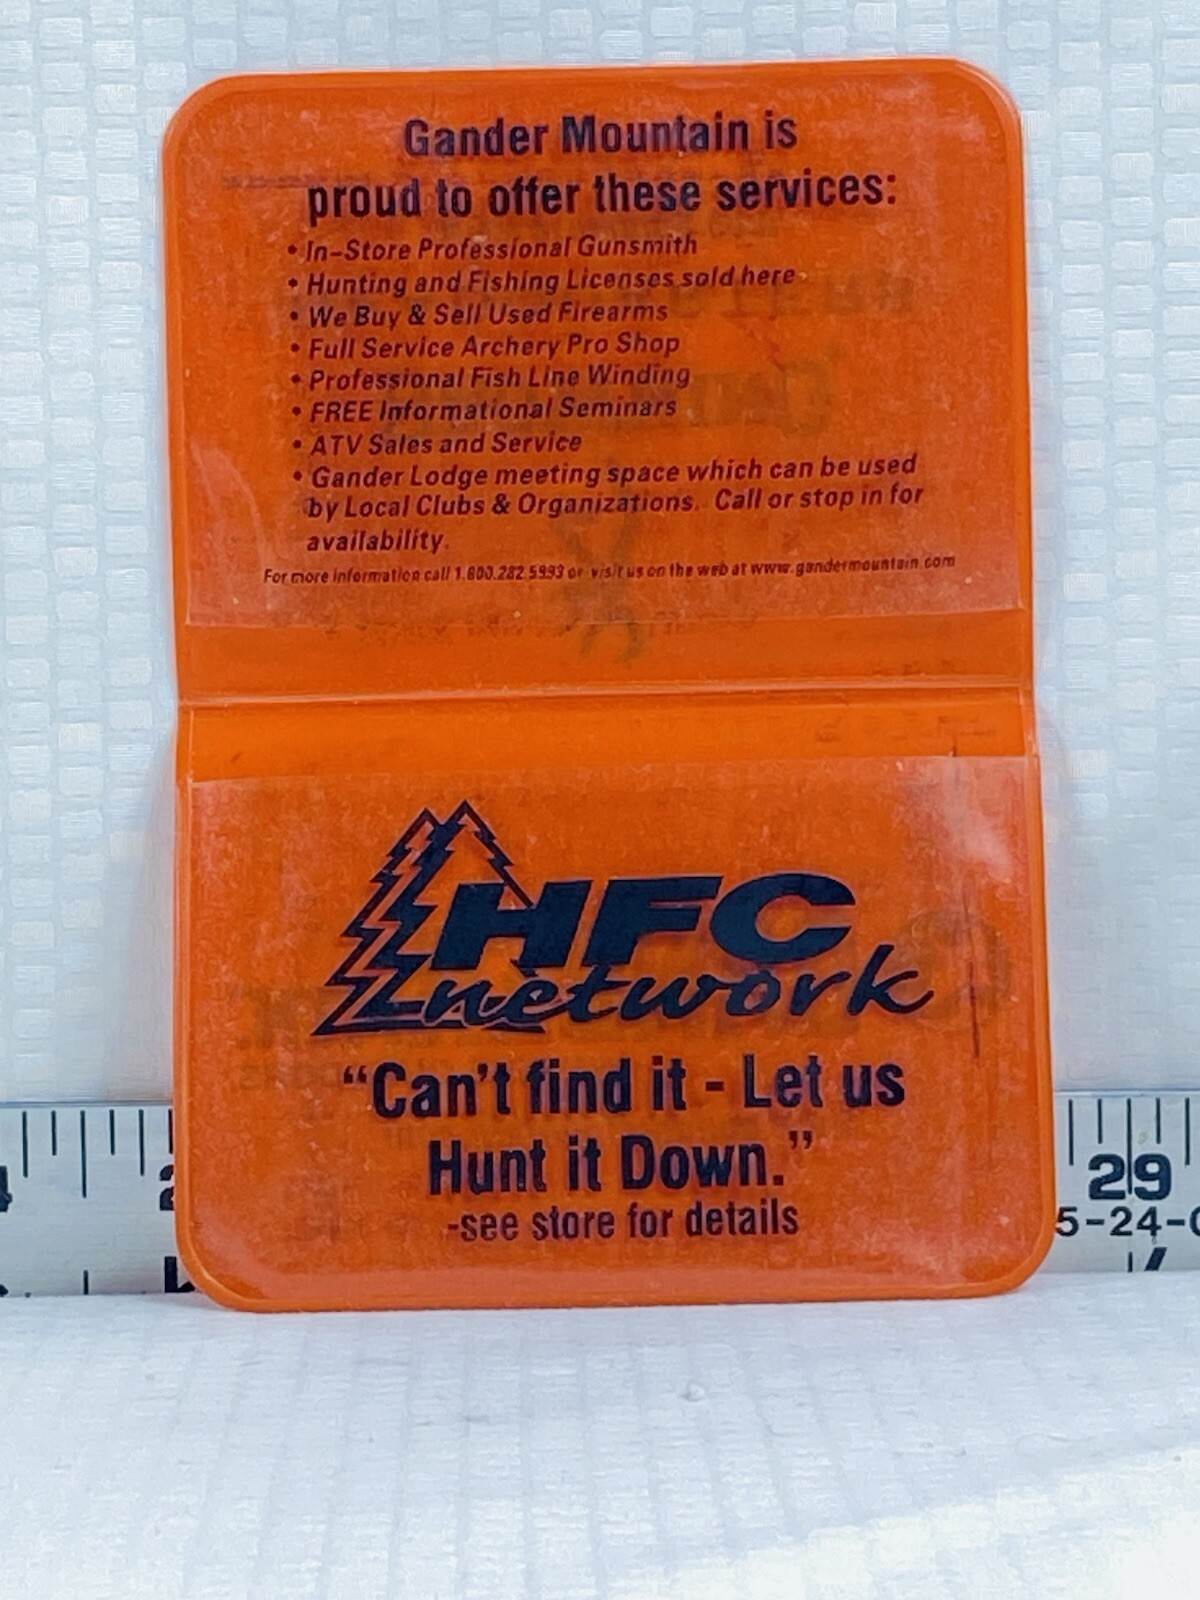 Gander Mountain is
proud to offer these services:
• In-Store Professional Gunsmith
• Hunting and Fishing Licenses sold here
• We Buy & Sell Used Firearms
• Full Service Archery Pro Shop
• Professional Fish Line Winding
• FREE Informational Seminars
• ATV Sales and Service
• Gander Lodge meeting space which can be used
by Local Clubs & Organizations. Call or stop in for
availability.
For more information call 1.800.282.5993 or visit us on the web at www.gandermountain.com
HFC
network
“Can't find it - Let us
Hunt it Down.”
-see store for details
29
5-24-0